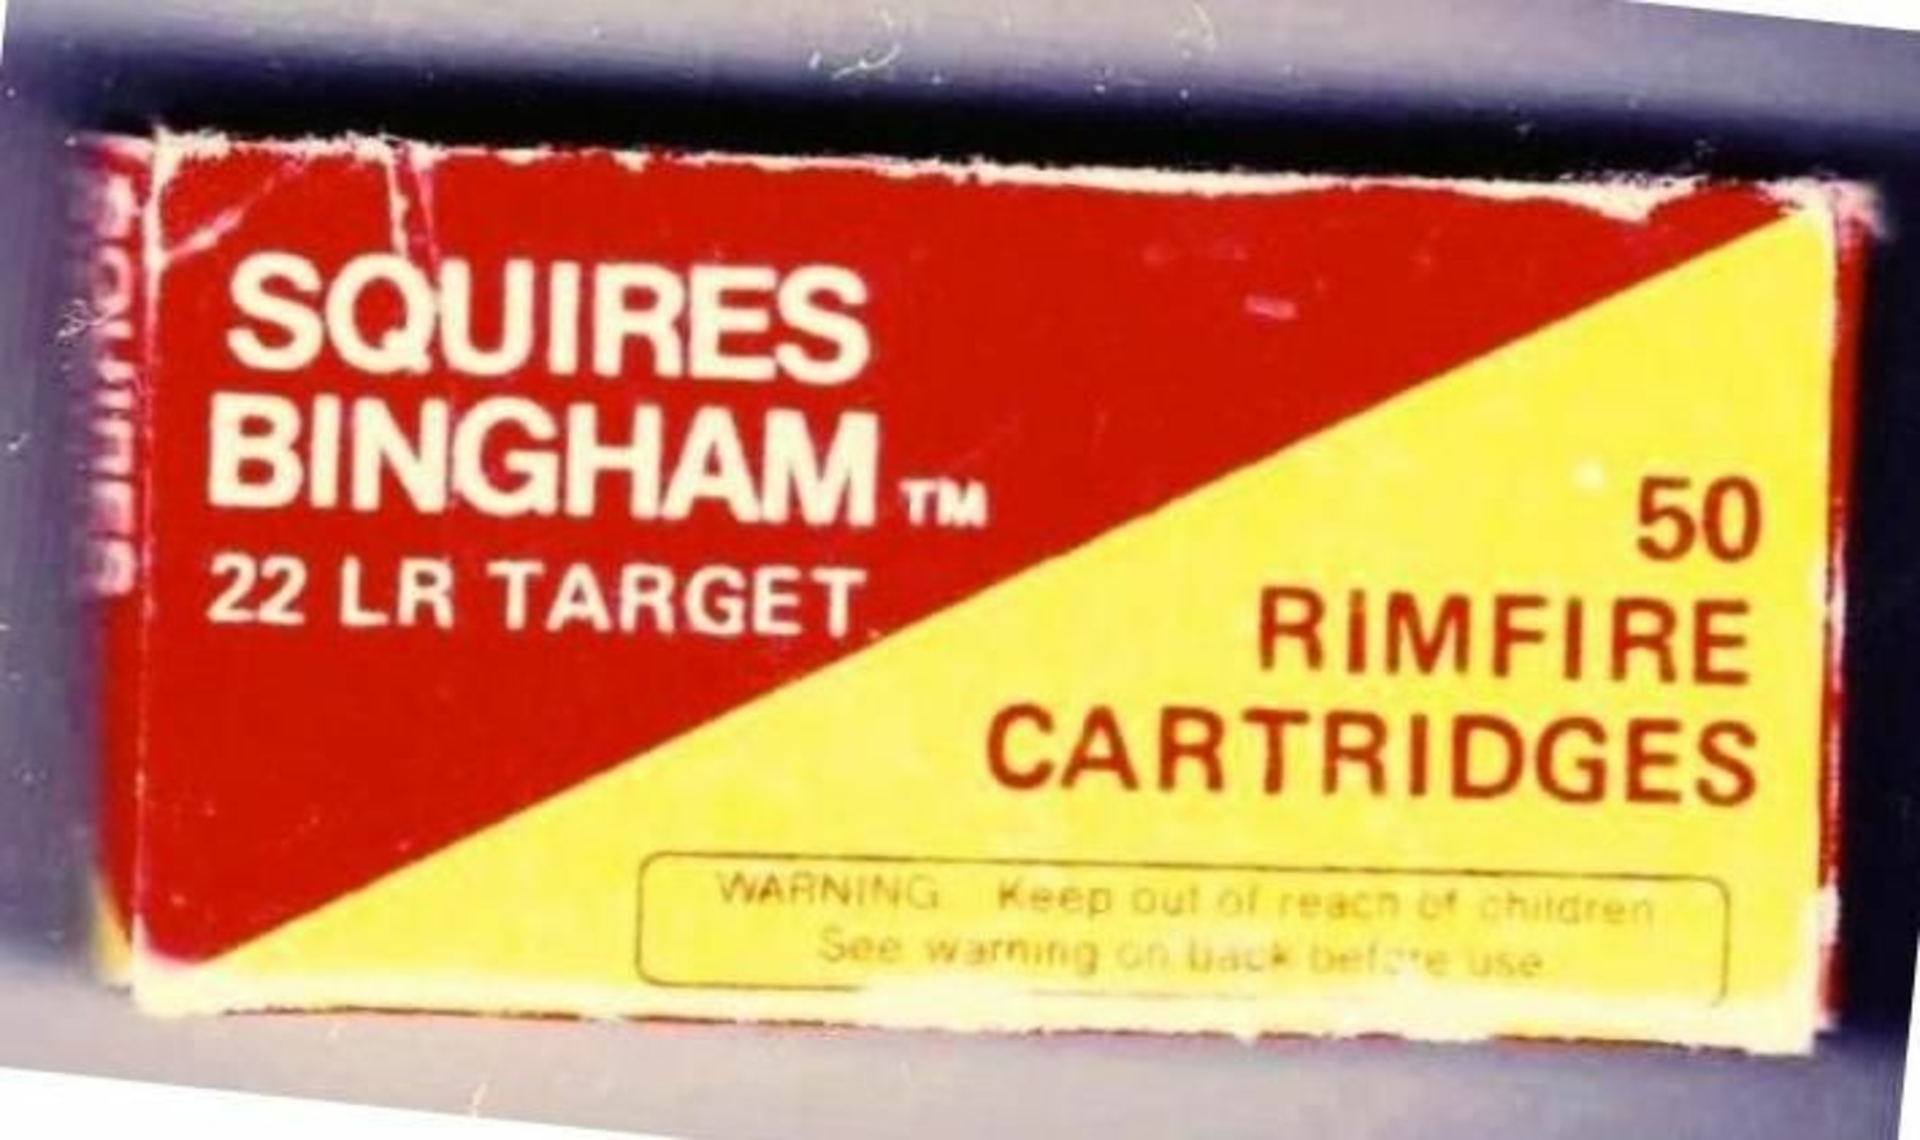 SQUIRES
BINGHAM™
22 LR TARGET
50
RIMFIRE
CARTRIDGES
WARNING Keep out of reach of children
See warning on back before use
SQUIRES